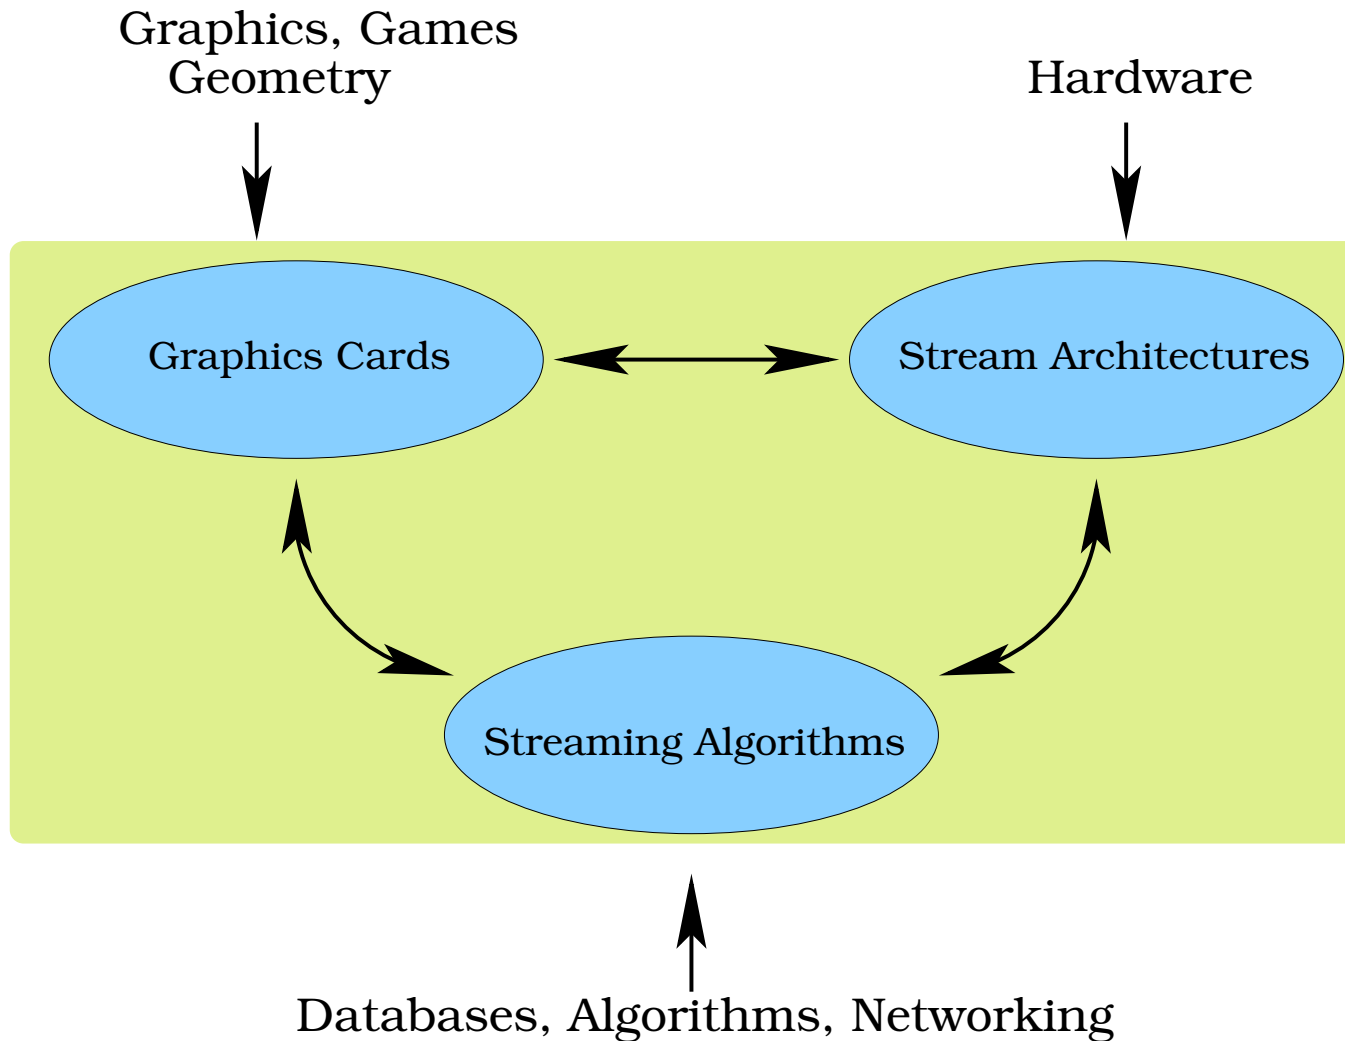 Graphics, Games
Geometry
Hardware
Graphics Cards
Stream Architectures
Streaming Algorithms
Databases, Algorithms, Networking